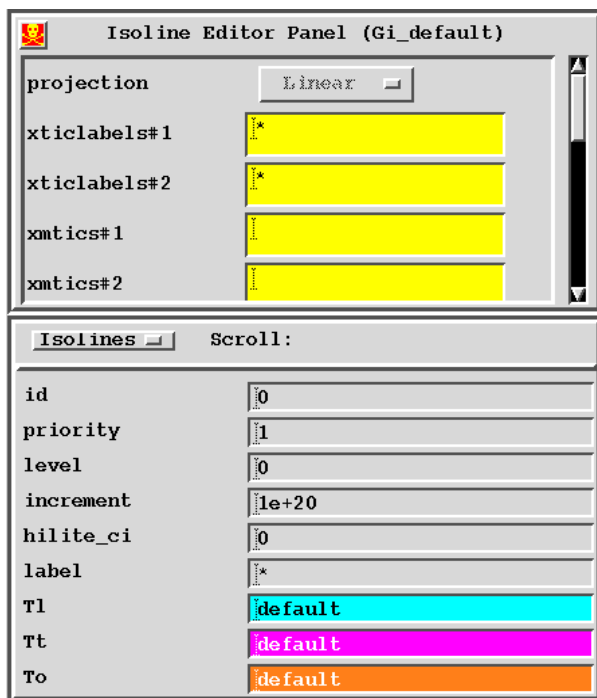 Isoline Editor Panel (Gi_default)
projection Linear
xticlabels#1 *
xticlabels#2 *
xmtics#1
xmtics#2
Isolines Scroll:
id 0
priority 1
level 0
increment 1e+20
hilite_ci 0
label *
Tl default
Tt default
To default